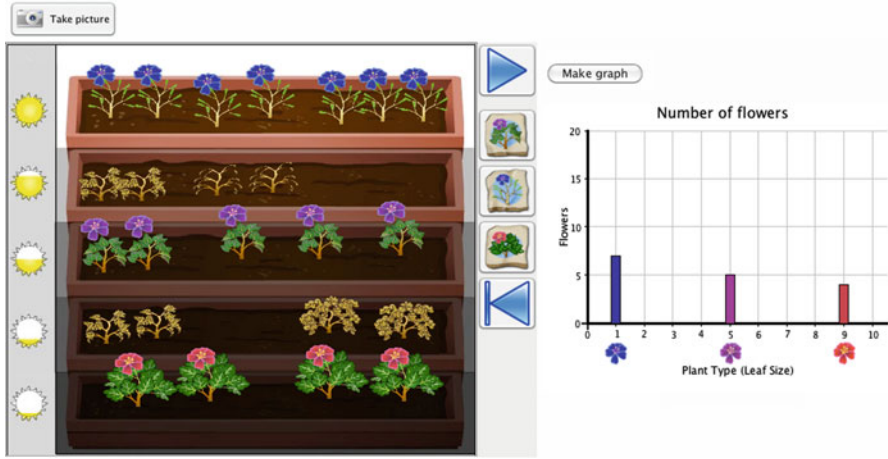 Take picture
Make graph
Number of flowers
20
15
10
5
0
Flowers
0 1 2 3 4 5 6 7 8 9 10
Plant Type (Leaf Size)